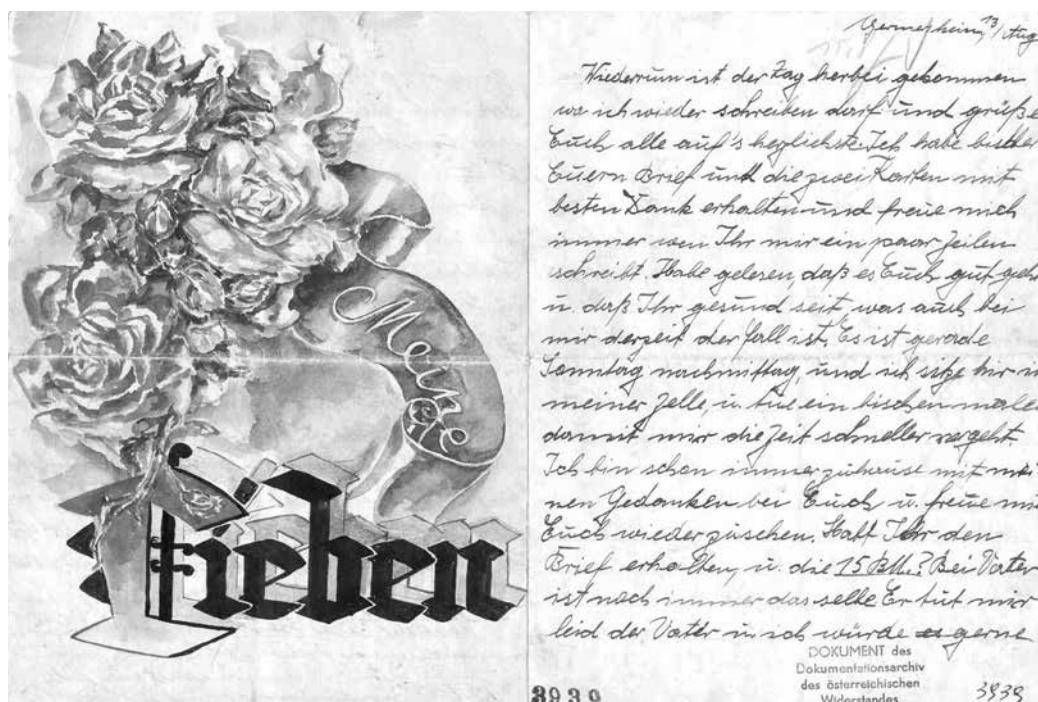 Meine
Lieben
Germersheim, 13/Aug
Wiederum ist der Tag herbei gekommen
wo ich wieder schreiben darf und grüße
Euch alle auf's herzlichste. Ich habe bisher
Euern Brief und die zwei Karten mit
besten Dank erhalten und freue mich
immer wen Ihr mir ein paar Zeilen
schreibt. Habe gelesen, daß es Euch gut geht
u. daß Ihr gesund seit, was auch bei
mir derzeit der fall ist. Es ist gerade
Sonntag nachmittag, und ich sitze hir in
meiner Zelle, u. tue ein bischen malen
damit mir die Zeit schneller vergeht.
Ich bin schon immer zuhause mit mei
nen Gedanken bei Euch u. freue mi
Euch wieder zusehen. Habt Ihr den
Brief erhalten, u. die 15 RM.? Bei Vater
ist noch immer das selbe Er tut mir
leid der Vater u. ich würde es gerne
DOKUMENT des
Dokumentationsarchiv
des österreichischen
Widerstandes
3939
3939